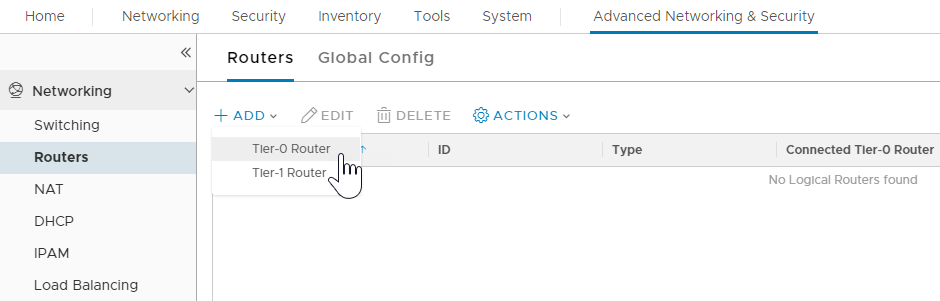 Home Networking Security Inventory Tools System Advanced Networking & Security
Routers Global Config
Networking
Switching
Routers
NAT
DHCP
IPAM
Load Balancing
ADD EDIT DELETE ACTIONS
Tier-0 Router
Tier-1 Router
ID Type Connected Tier-0 Router
No Logical Routers found